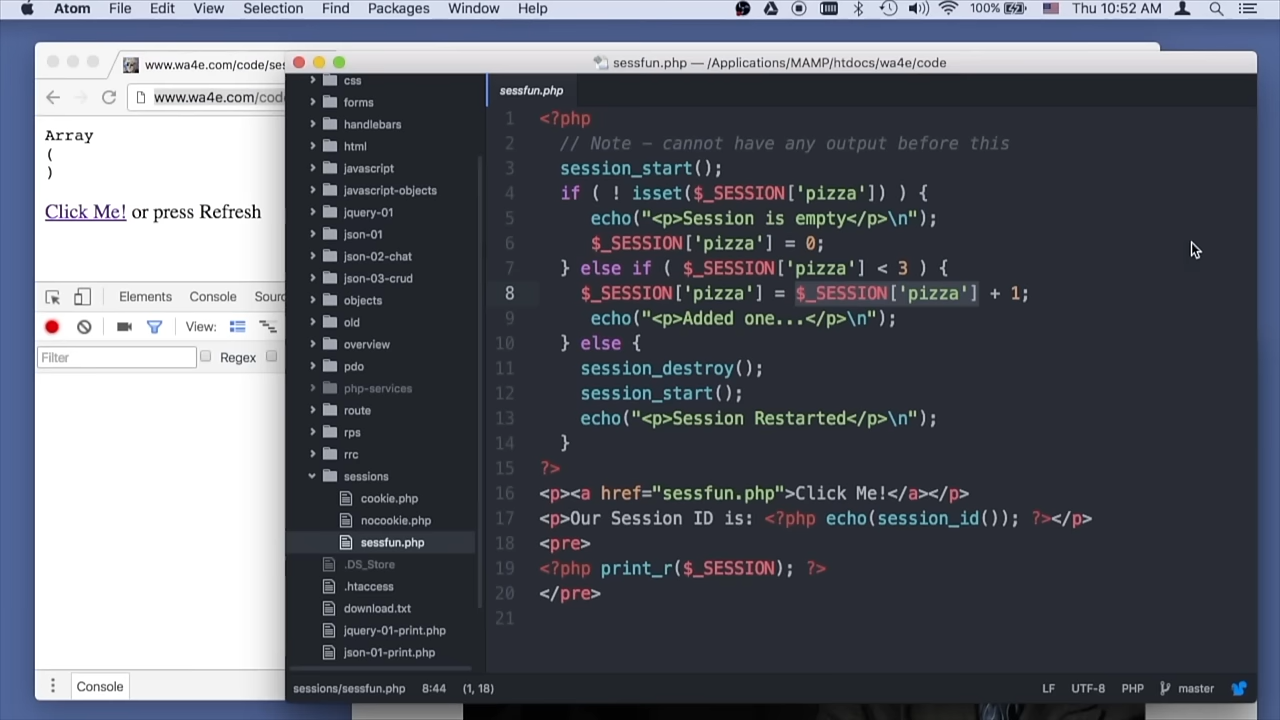 Atom File Edit View Selection Find Packages Window Help 100% Thu 10:52 AM
www.wa4e.com/code/ses
www.wa4e.com/code
Array
(
)
Click Me! or press Refresh
Elements Console Sour
View:
Filter Regex
Console
sessfun.php — /Applications/MAMP/htdocs/wa4e/code
css
forms
handlebars
html
javascript
javascript-objects
jquery-01
json-01
json-02-chat
json-03-crud
objects
old
overview
pdo
php-services
route
rps
rrc
sessions
cookie.php
nocookie.php
sessfun.php
.DS_Store
.htaccess
download.txt
jquery-01-print.php
json-01-print.php
sessfun.php
1 <?php
2 // Note – cannot have any output before this
3 session_start();
4 if ( ! isset($_SESSION['pizza']) ) {
5 echo("<p>Session is empty</p>\n");
6 $_SESSION['pizza'] = 0;
7 } else if ( $_SESSION['pizza'] < 3 ) {
8 $_SESSION['pizza'] = $_SESSION['pizza'] + 1;
9 echo("<p>Added one...</p>\n");
10 } else {
11 session_destroy();
12 session_start();
13 echo("<p>Session Restarted</p>\n");
14 }
15 ?>
16 <p><a href="sessfun.php">Click Me!</a></p>
17 <p>Our Session ID is: <?php echo(session_id()); ?></p>
18 <pre>
19 <?php print_r($_SESSION); ?>
20 </pre>
21
sessions/sessfun.php 8:44 (1, 18) LF UTF-8 PHP master